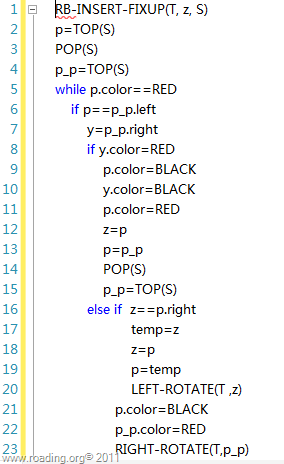 1 RB-INSERT-FIXUP(T, z, S)
2 p=TOP(S)
3 POP(S)
4 p_p=TOP(S)
5 while p.color==RED
6 if p==p_p.left
7 y=p_p.right
8 if y.color=RED
9 p.color=BLACK
10 y.color=BLACK
11 p.color=RED
12 z=p
13 p=p_p
14 POP(S)
15 p_p=TOP(S)
16 else if z==p.right
17 temp=z
18 z=p
19 p=temp
20 LEFT-ROTATE(T ,z)
21 p.color=BLACK
22 p_p.color=RED
23 RIGHT-ROTATE(T,p_p)
www.roading.org© 2011